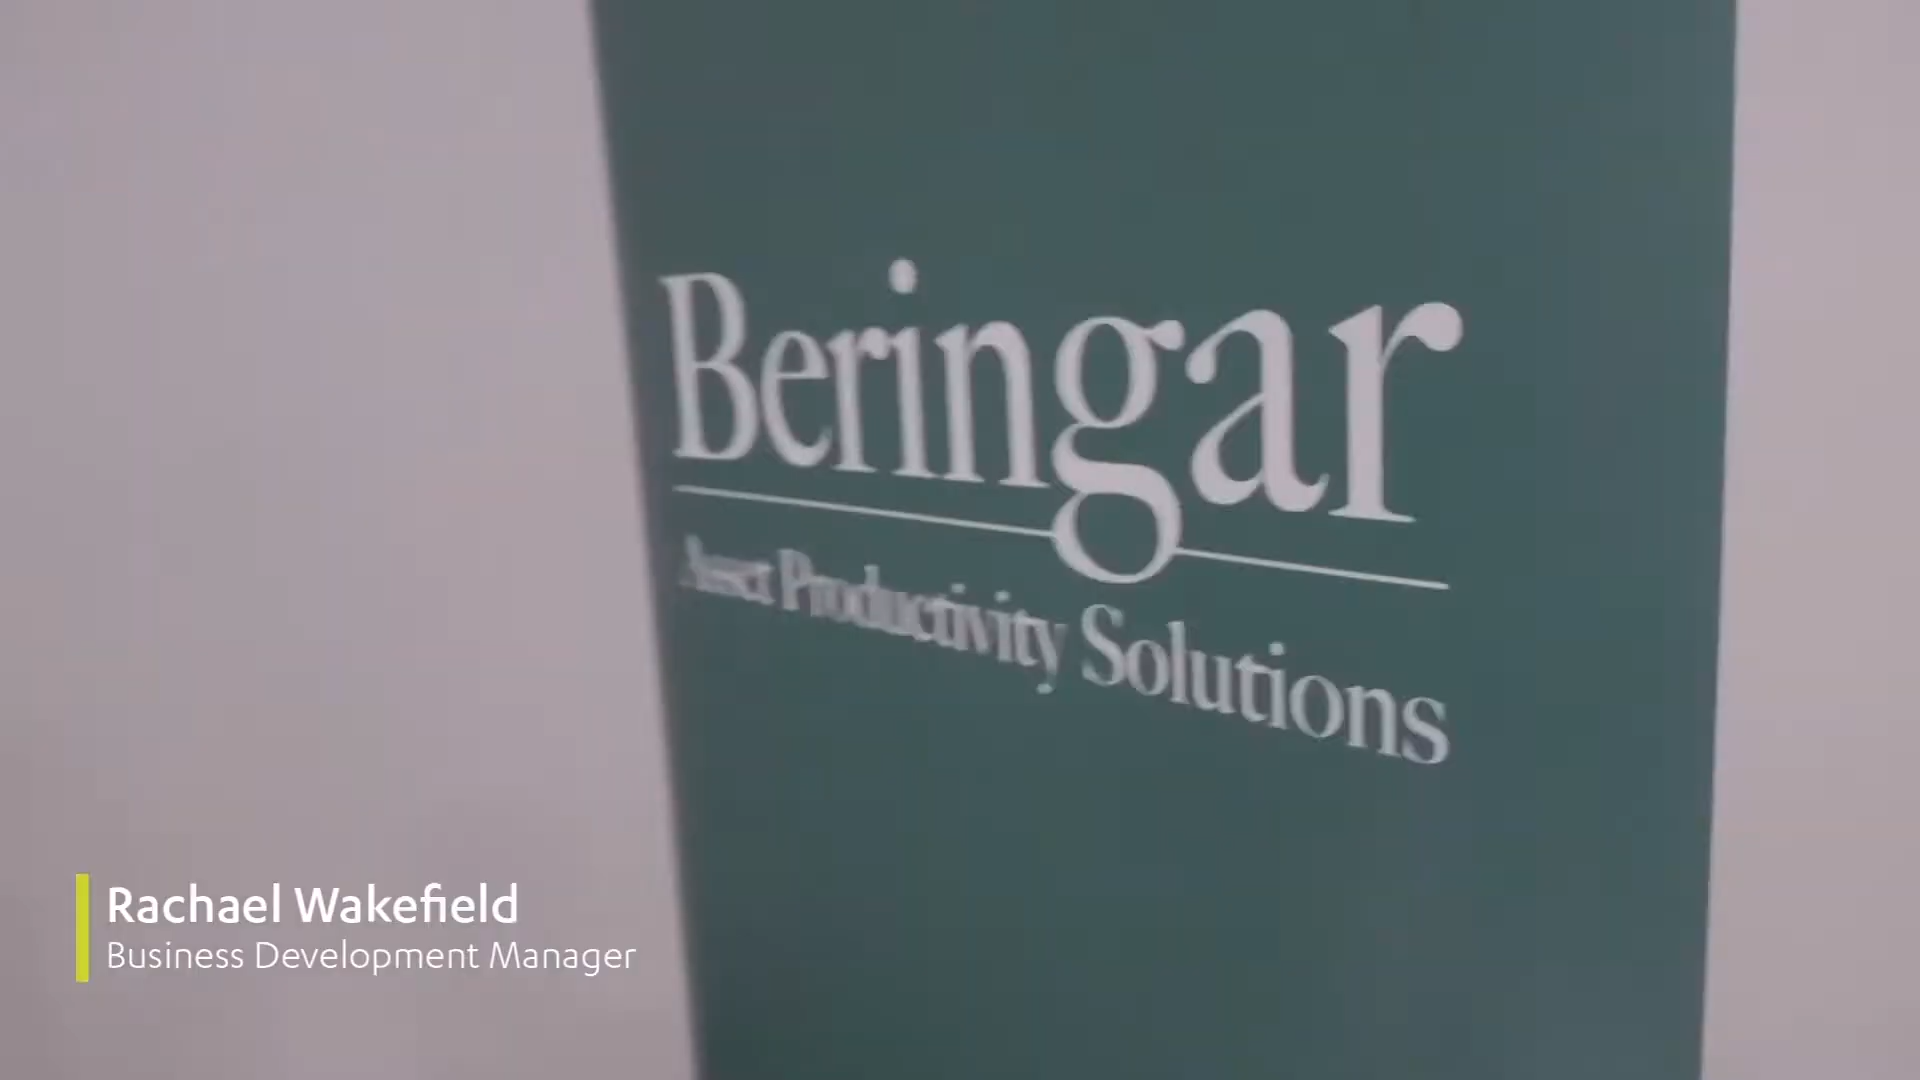 Beringar
Asset Productivity Solutions
Rachael Wakefield
Business Development Manager